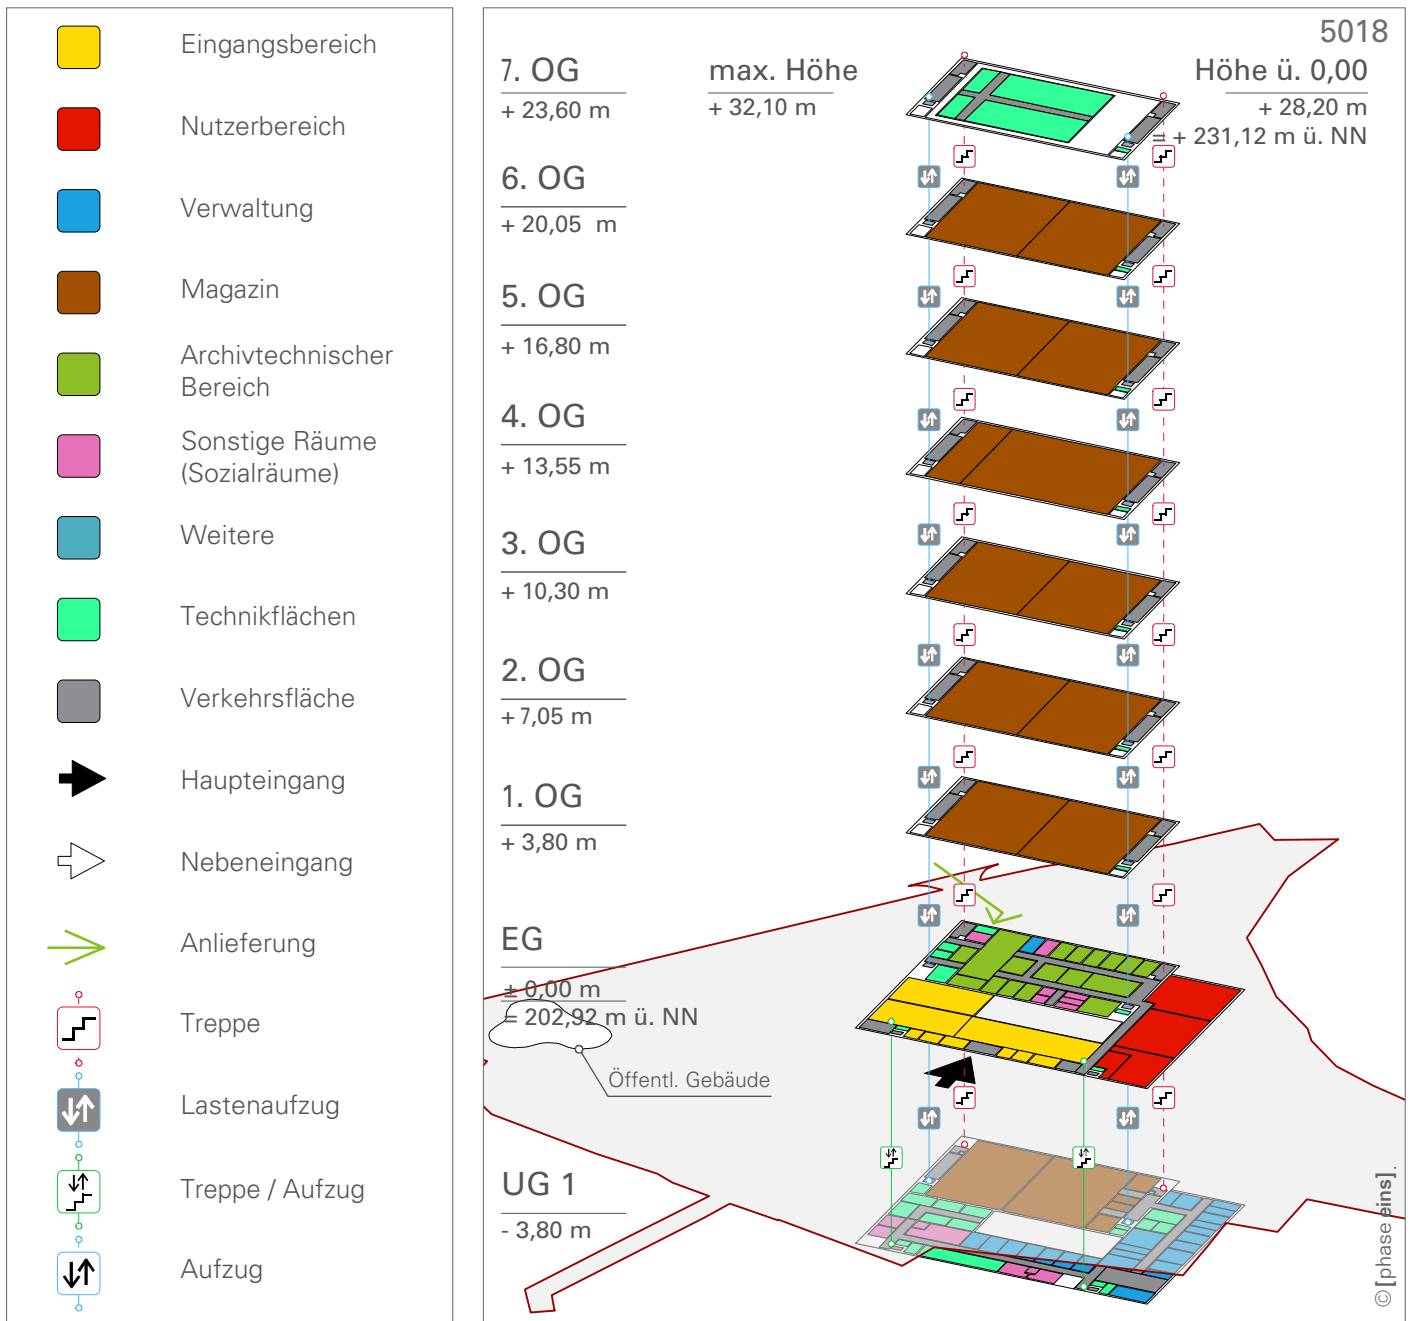 Eingangsbereich
Nutzerbereich
Verwaltung
Magazin
Archivtechnischer
Bereich
Sonstige Räume
(Sozialräume)
Weitere
Technikflächen
Verkehrsfläche
Haupteingang
Nebeneingang
Anlieferung
Treppe
Lastenaufzug
Treppe / Aufzug
Aufzug
5018
7. OG
+ 23,60 m
max. Höhe
+ 32,10 m
Höhe ü. 0,00
+ 28,20 m
= + 231,12 m ü. NN
6. OG
+ 20,05 m
5. OG
+ 16,80 m
4. OG
+ 13,55 m
3. OG
+ 10,30 m
2. OG
+ 7,05 m
1. OG
+ 3,80 m
EG
± 0,00 m
= 202,92 m ü. NN
Öffentl. Gebäude
UG 1
- 3,80 m
© [phase eins].